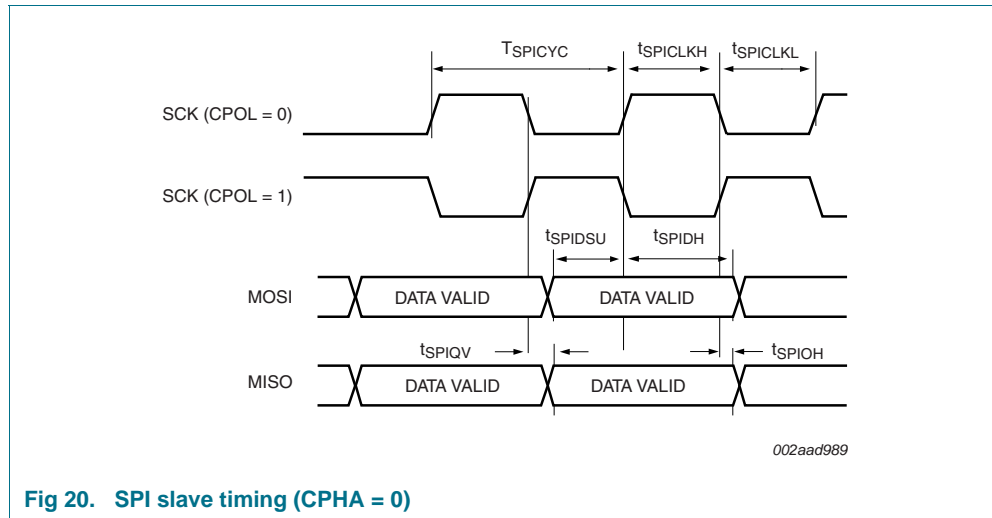 TSPICYC tSPICLKH tSPICLKL
SCK (CPOL = 0)
SCK (CPOL = 1)
tSPIDSU tSPIDH
MOSI DATA VALID DATA VALID
tSPIQV tSPIOH
MISO DATA VALID DATA VALID
002aad989
Fig 20. SPI slave timing (CPHA = 0)